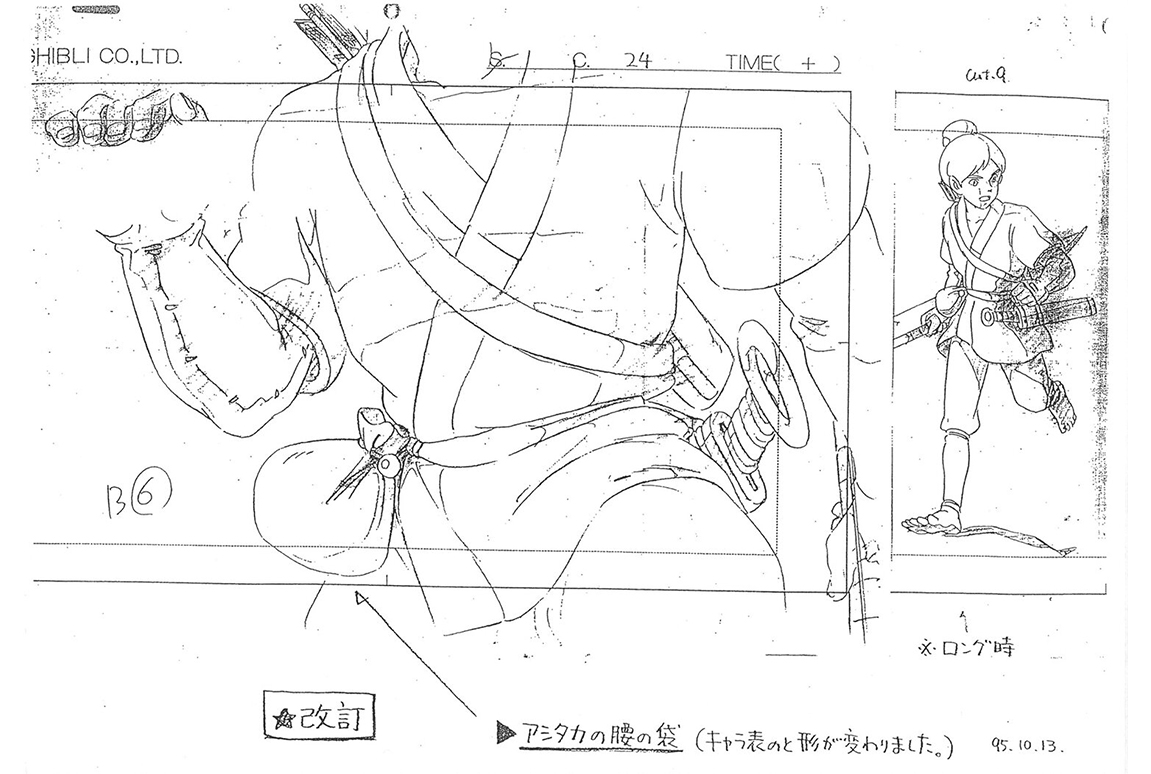 GHIBLI CO.,LTD. S. C. 24 TIME( + )
cut.9
B⑥
※ロング時
☆改訂
▶アシタカの腰の袋 (キャラ表のと形が変わりました。) 95.10.13.